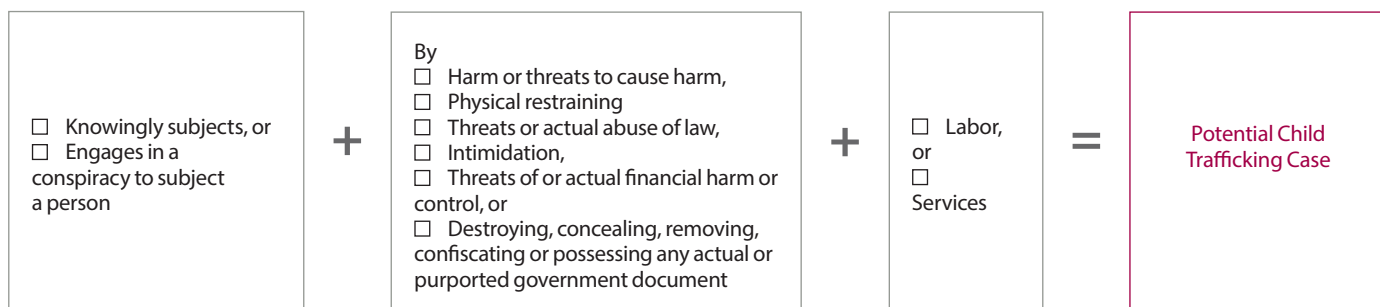 ☐ Knowingly subjects, or
☐ Engages in a
conspiracy to subject
a person
+
By
☐ Harm or threats to cause harm,
☐ Physical restraining
☐ Threats or actual abuse of law,
☐ Intimidation,
☐ Threats of or actual financial harm or
control, or
☐ Destroying, concealing, removing,
confiscating or possessing any actual or
purported government document
+
☐ Labor,
or
☐
Services
=
Potential Child
Trafficking Case